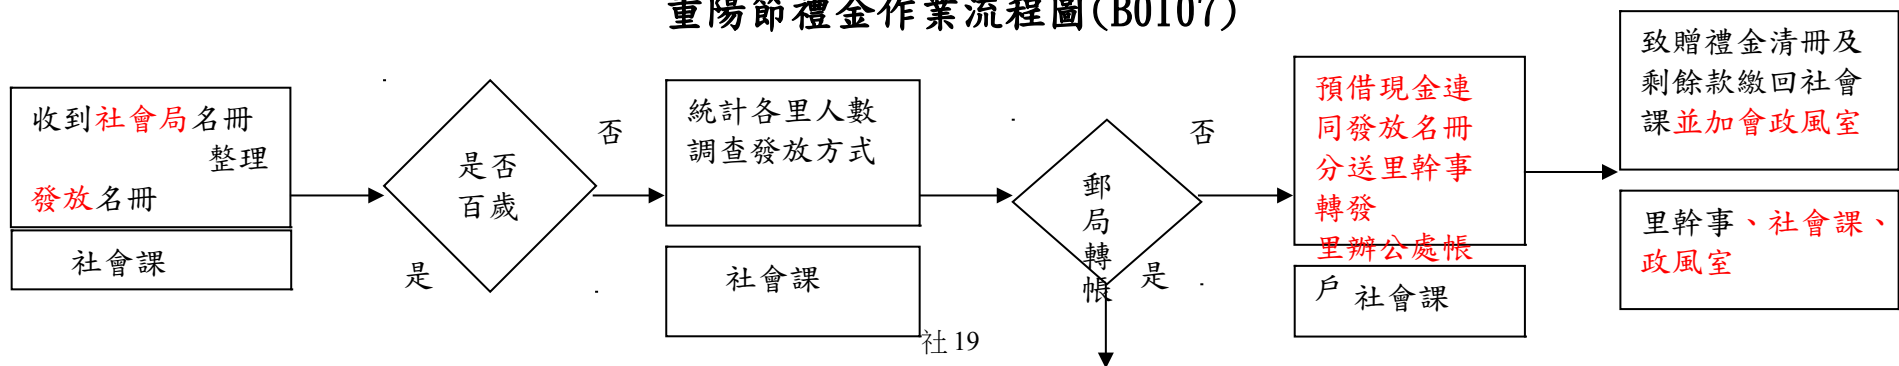 重陽節禮金作業流程圖(B0107)
收到社會局名冊
整理
發放名冊
社會課
是否
百歲
否
是
統計各里人數
調查發放方式
社會課
郵
局
轉
帳
否
是
預借現金連
同發放名冊
分送里幹事
轉發
里辦公處帳
戶
社會課
致贈禮金清冊及
剩餘款繳回社會
課並加會政風室
里幹事、社會課、
政風室
社 19